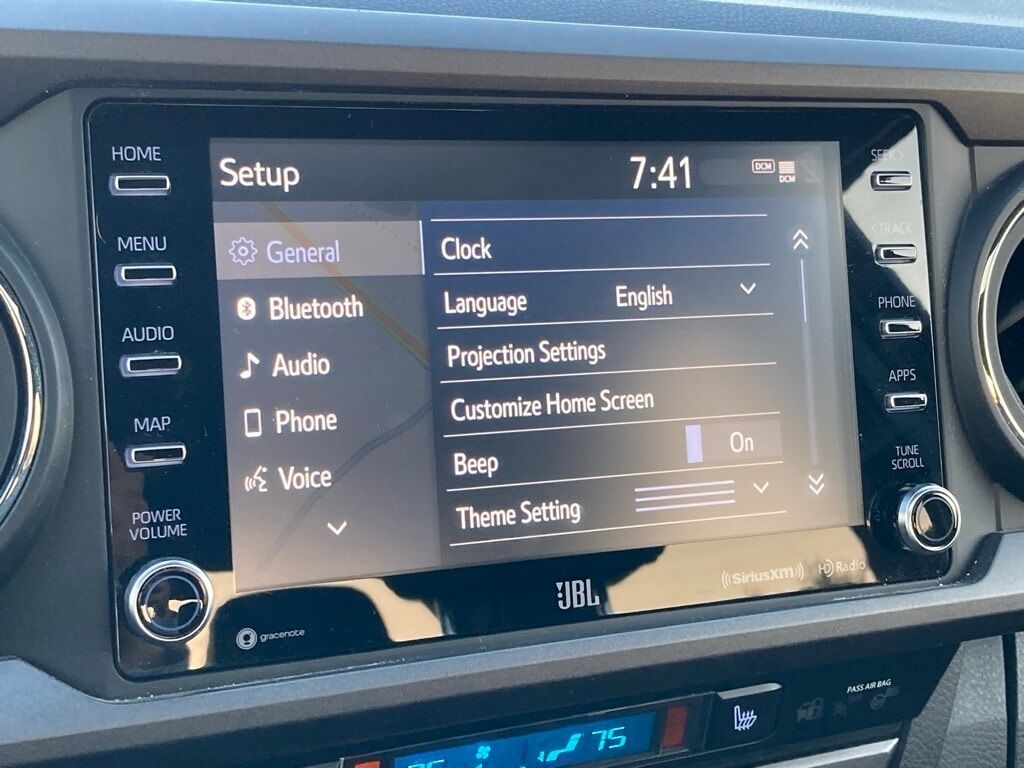 HOME
MENU
AUDIO
MAP
POWER
VOLUME
Setup
7:41
DCM
DCM
General
Bluetooth
Audio
Phone
Voice
Clock
Language English
Projection Settings
Customize Home Screen
Beep On
Theme Setting
SEEK>
<TRACK
PHONE
APPS
TUNE
SCROLL
gracenote
JBL
((SiriusXM))
HD Radio
PASS AIR BAG
75